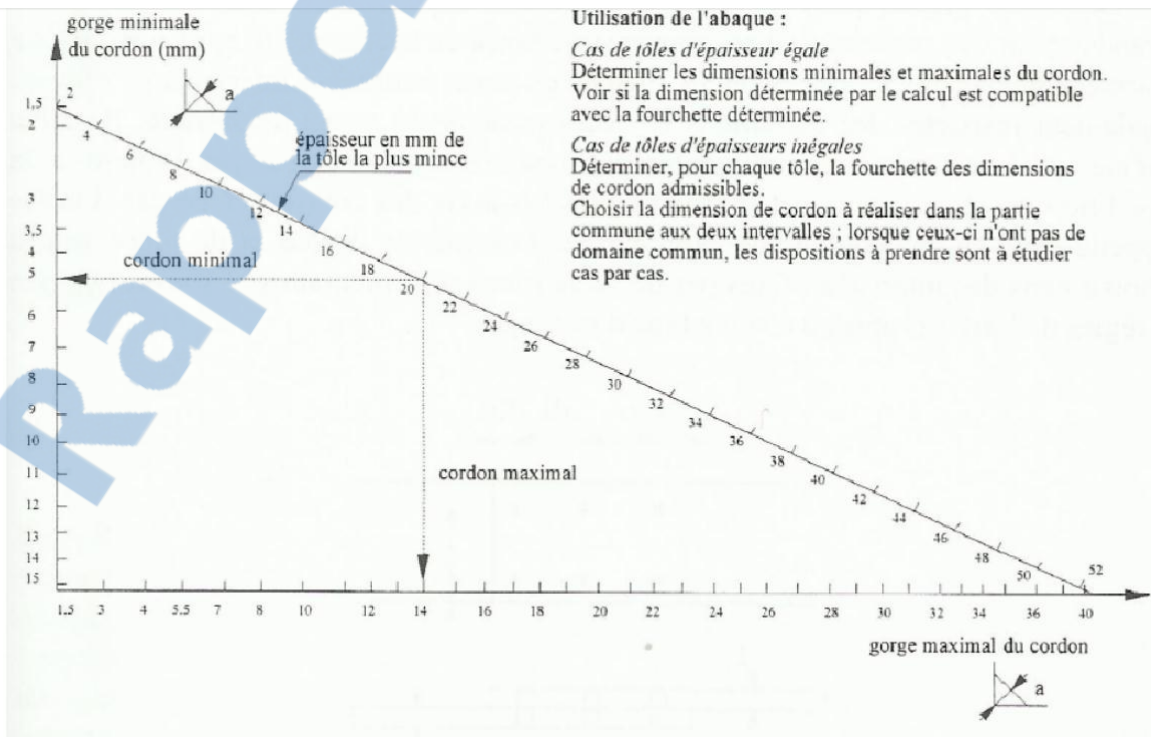 gorge minimale
du cordon (mm)
a
épaisseur en mm de
la tôle la plus mince
Utilisation de l'abaque :
Cas de tôles d'épaisseur égale
Déterminer les dimensions minimales et maximales du cordon.
Voir si la dimension déterminée par le calcul est compatible
avec la fourchette déterminée.
Cas de tôles d'épaisseurs inégales
Déterminer, pour chaque tôle, la fourchette des dimensions
de cordon admissibles.
Choisir la dimension de cordon à réaliser dans la partie
commune aux deux intervalles ; lorsque ceux-ci n'ont pas de
domaine commun, les dispositions à prendre sont à étudier
cas par cas.
1,5
2
3
3,5
4
5
6
7
8
9
10
11
12
13
14
15
2
4
6
8
10
12
14
16
18
20
22
24
26
28
30
32
34
36
38
40
42
44
46
48
50
52
cordon minimal
cordon maximal
1.5 3 4 5.5 7 8 10 12 14 16 18 20 22 24 26 28 30 32 34 36 40
gorge maximal du cordon
a
Rappo